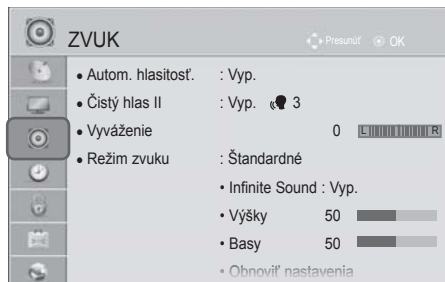 ZVUK
Presunúť OK
• Autom. hlasitosť. : Vyp.
• Čistý hlas II : Vyp. 3
• Vyváženie 0 L R
• Režim zvuku : Štandardné
• Infinite Sound : Vyp.
• Výšky 50
• Basy 50
• Obnoviť nastavenia